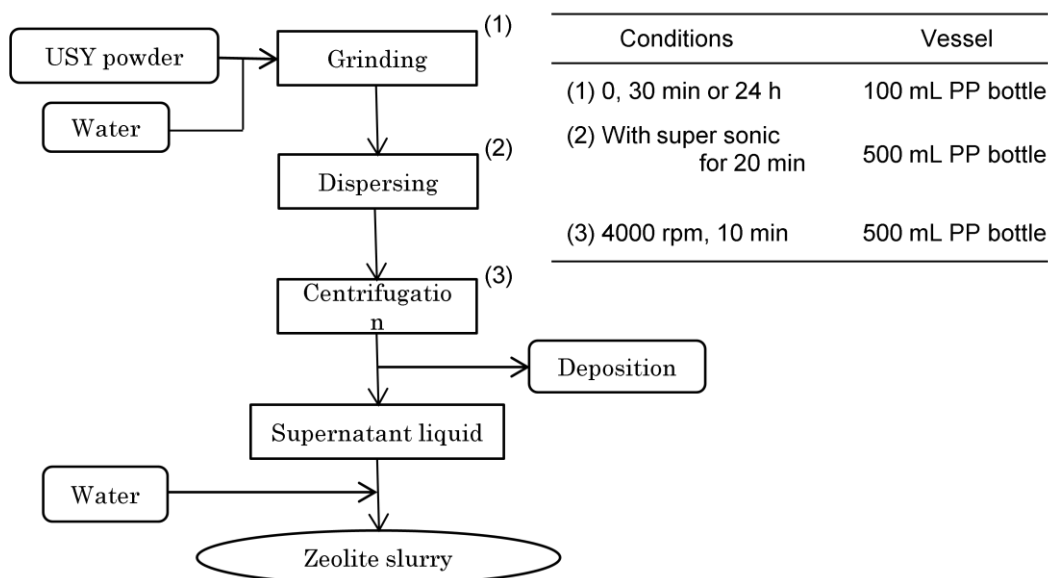 (1)
USY powder
Grinding
Water
(2)
Dispersing
(3)
Centrifugatio
n
Deposition
Supernatant liquid
Water
Zeolite slurry
Conditions Vessel
(1) 0, 30 min or 24 h 100 mL PP bottle
(2) With super sonic
for 20 min 500 mL PP bottle
(3) 4000 rpm, 10 min 500 mL PP bottle